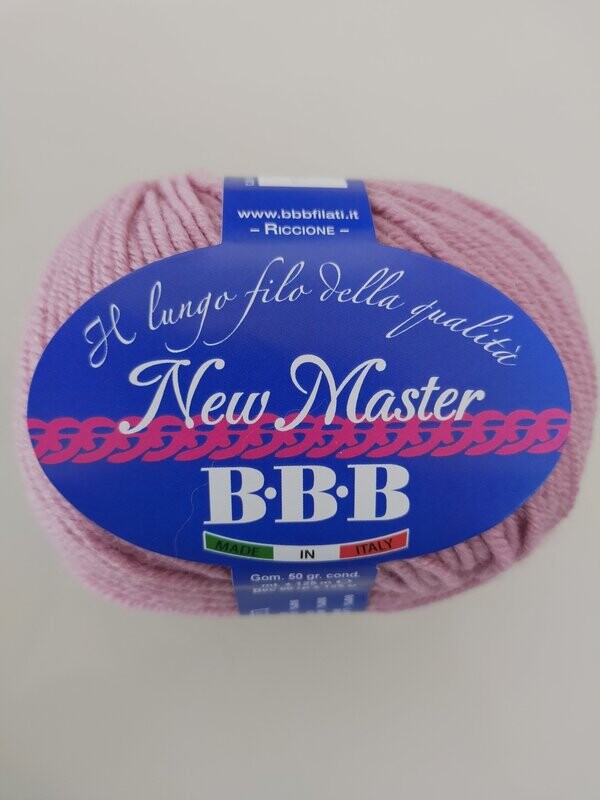 www.bbbfilati.it
– RICCIONE –
Il lungo filo della qualità
New Master
B·B·B
MADE IN ITALY
Gom. 50 gr. cond.